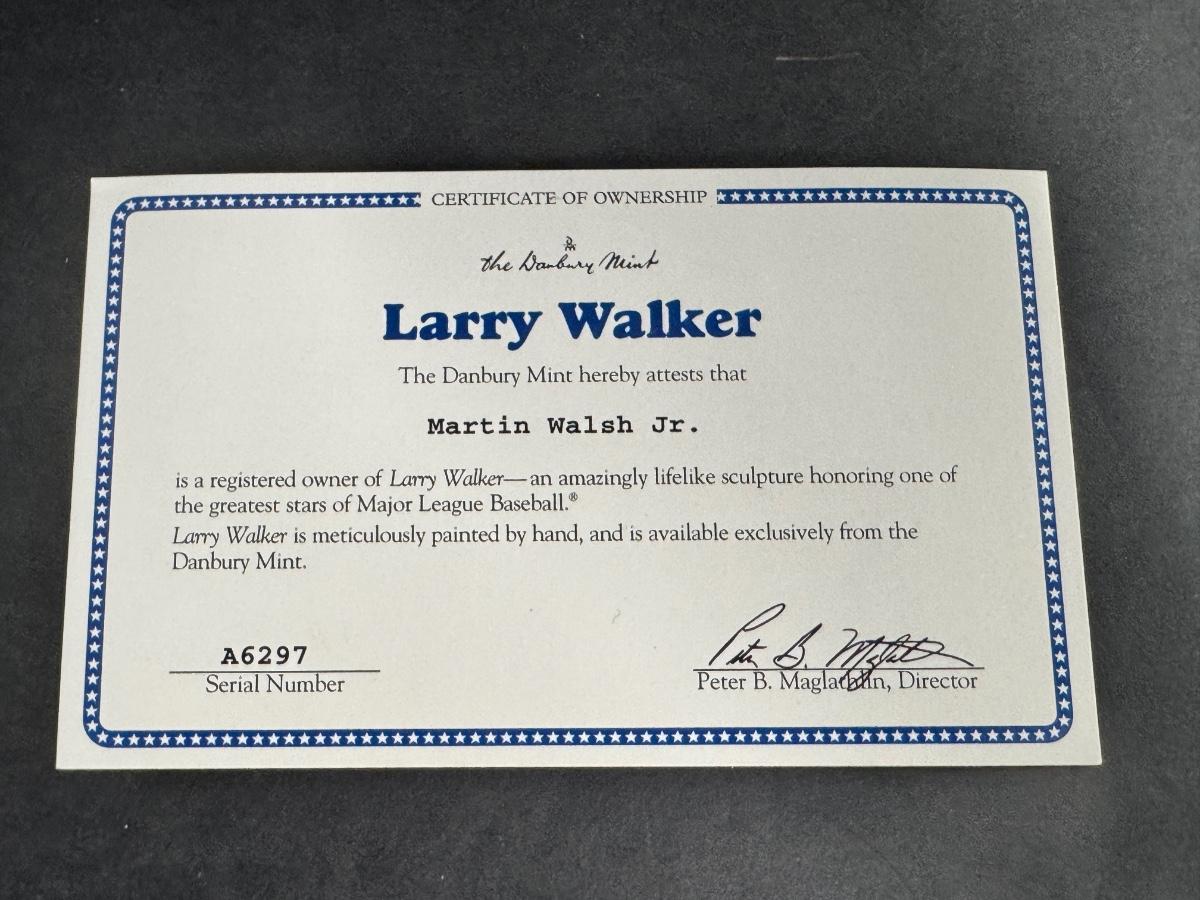 CERTIFICATE OF OWNERSHIP
the Danbury Mint
Larry Walker
The Danbury Mint hereby attests that
Martin Walsh Jr.
is a registered owner of Larry Walker—an amazingly lifelike sculpture honoring one of
the greatest stars of Major League Baseball.®
Larry Walker is meticulously painted by hand, and is available exclusively from the
Danbury Mint.
A6297
Serial Number
Peter B. Maglathlin
Peter B. Maglathlin, Director